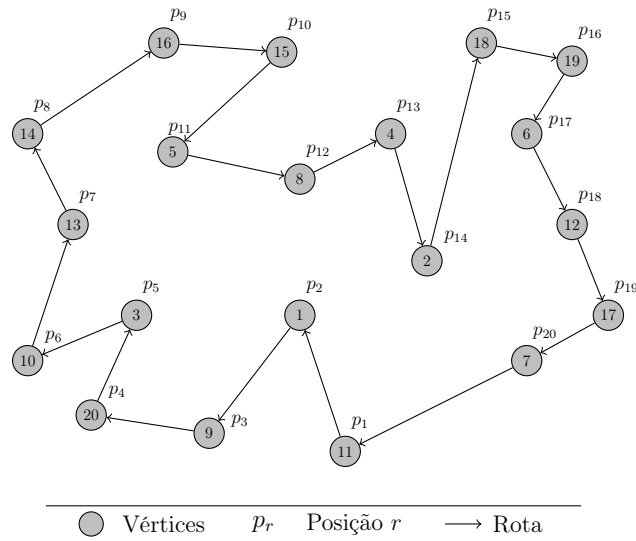 p₉
p₁₀
p₁₅
p₁₆
16
15
18
19
p₈
p₁₁
p₁₃
p₁₇
14
5
4
6
p₁₂
8
p₇
p₁₄
p₁₈
13
2
12
p₅
p₂
p₁₉
3
1
17
p₆
p₂₀
10
7
p₄
20
p₃
9
p₁
11
Vértices pᵣ Posição r Rota